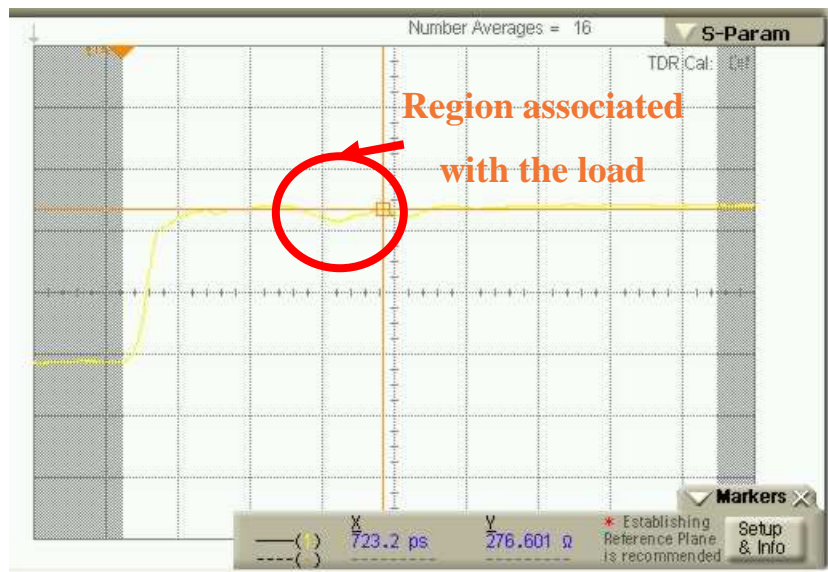 Number Averages = 16
S-Param
TDR Cal:
Region associated
with the load
Markers
X
Y
723.2 ps
276.601 Ω
* Establishing
Reference Plane
is recommended
Setup
& Info